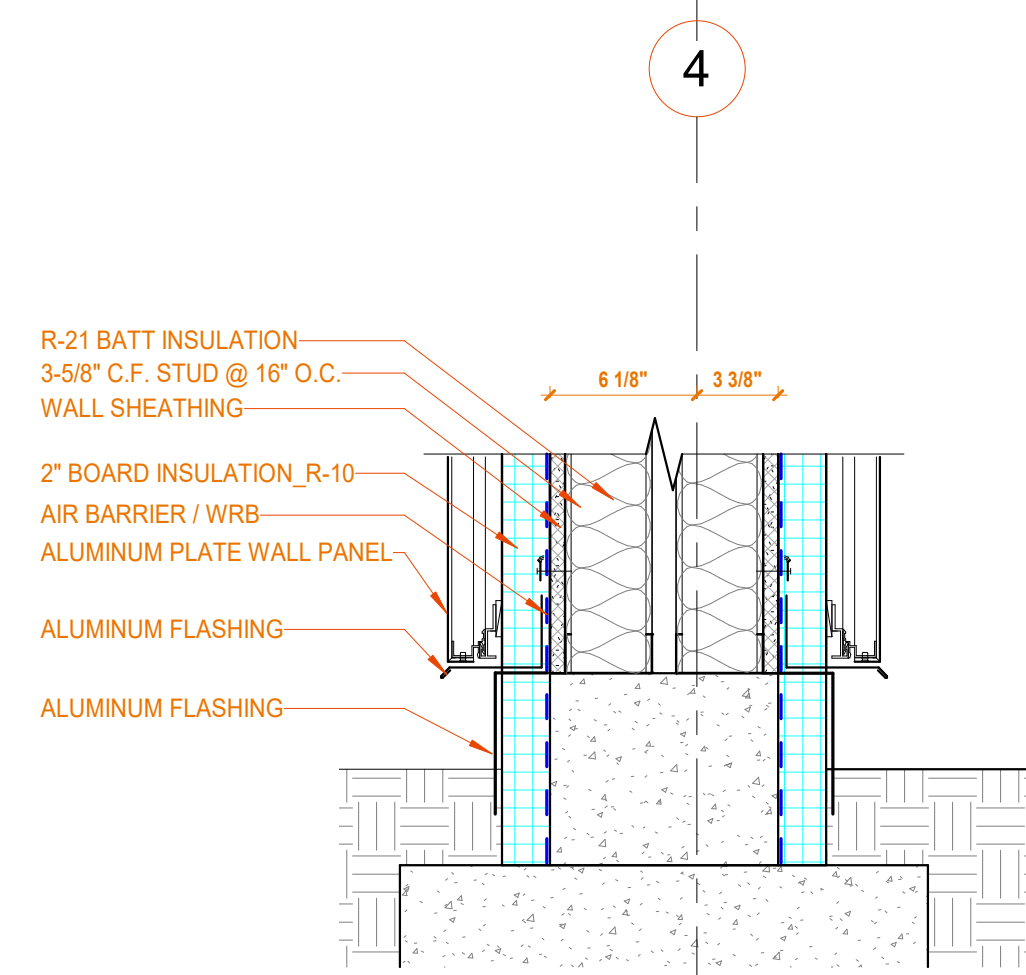 4
R-21 BATT INSULATION
3-5/8" C.F. STUD @ 16" O.C.
6 1/8" 3 3/8"
WALL SHEATHING
2" BOARD INSULATION_R-10
AIR BARRIER / WRB
ALUMINUM PLATE WALL PANEL
ALUMINUM FLASHING
ALUMINUM FLASHING